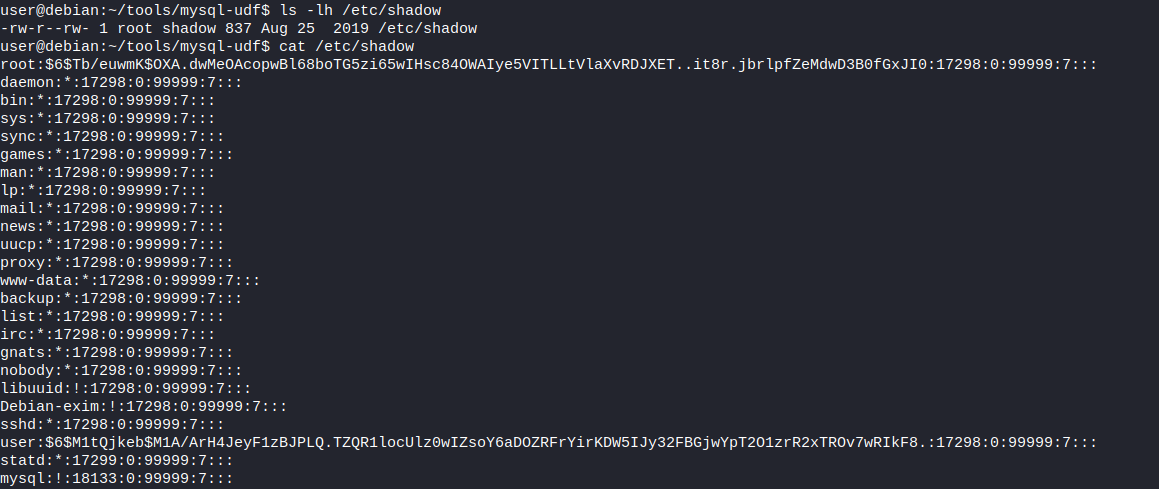 user@debian:~/tools/mysql-udf$ ls -lh /etc/shadow
-rw-r--rw- 1 root shadow 837 Aug 25  2019 /etc/shadow
user@debian:~/tools/mysql-udf$ cat /etc/shadow
root:$6$Tb/euwmK$OXA.dwMeOAcopwBl68boTG5zi65wIHsc84OWAIye5VITLLtVlaXvRDJXET..it8r.jbrlpfZeMdwD3B0fGxJI0:17298:0:99999:7:::
daemon:*:17298:0:99999:7:::
bin:*:17298:0:99999:7:::
sys:*:17298:0:99999:7:::
sync:*:17298:0:99999:7:::
games:*:17298:0:99999:7:::
man:*:17298:0:99999:7:::
lp:*:17298:0:99999:7:::
mail:*:17298:0:99999:7:::
news:*:17298:0:99999:7:::
uucp:*:17298:0:99999:7:::
proxy:*:17298:0:99999:7:::
www-data:*:17298:0:99999:7:::
backup:*:17298:0:99999:7:::
list:*:17298:0:99999:7:::
irc:*:17298:0:99999:7:::
gnats:*:17298:0:99999:7:::
nobody:*:17298:0:99999:7:::
libuuid:!:17298:0:99999:7:::
Debian-exim:!:17298:0:99999:7:::
sshd:*:17298:0:99999:7:::
user:$6$M1tQjkeb$M1A/ArH4JeyF1zBJPLQ.TZQR1locUlz0wIZsoY6aDOZRFrYirKDW5IJy32FBGjwYpT2O1zrR2xTROv7wRIkF8.:17298:0:99999:7:::
statd:*:17299:0:99999:7:::
mysql:!:18133:0:99999:7:::